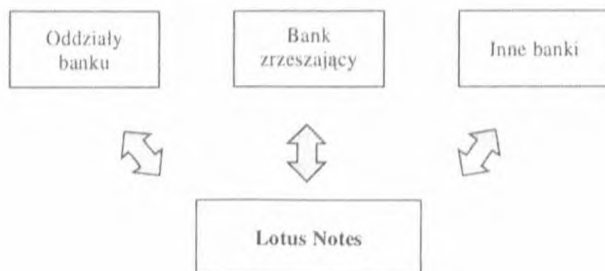 Oddziały
banku
Bank
zrzeszający
Inne banki
Lotus Notes